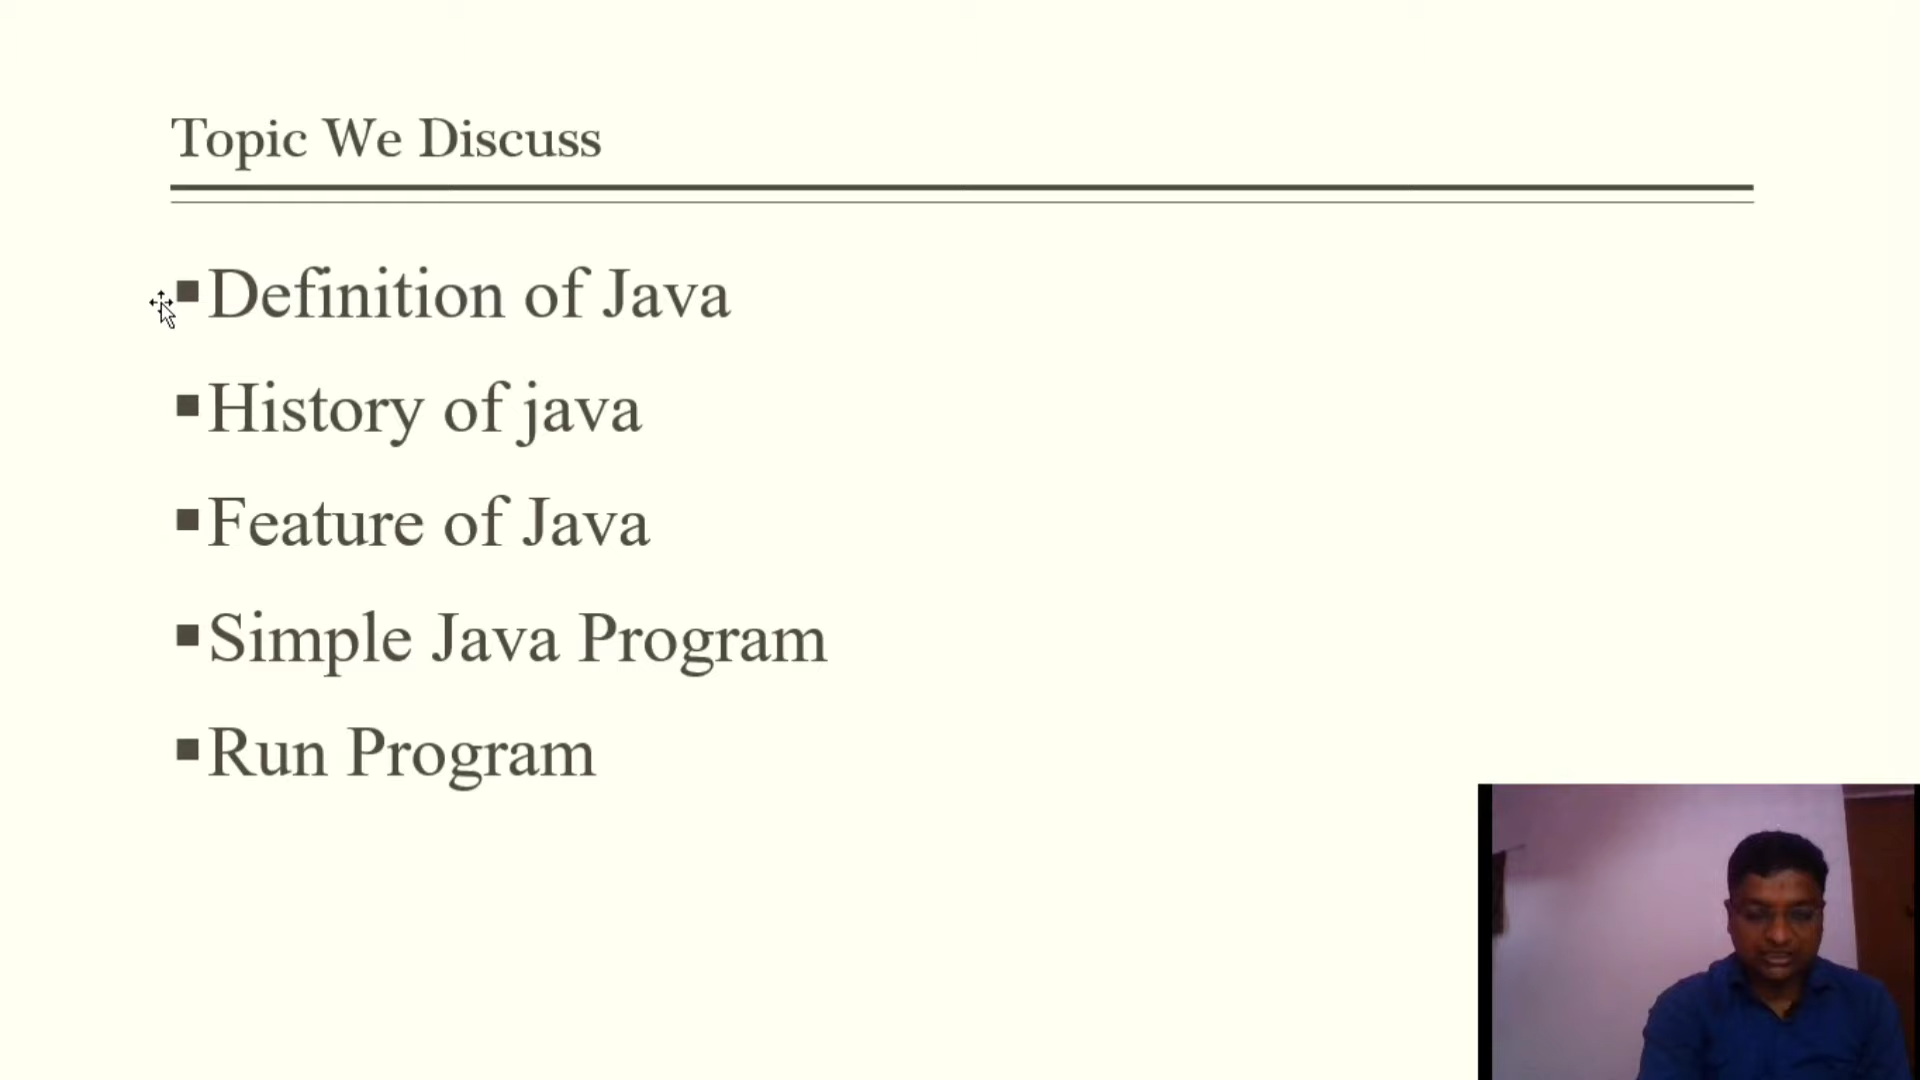 Topic We Discuss
Definition of Java
History of java
Feature of Java
Simple Java Program
Run Program